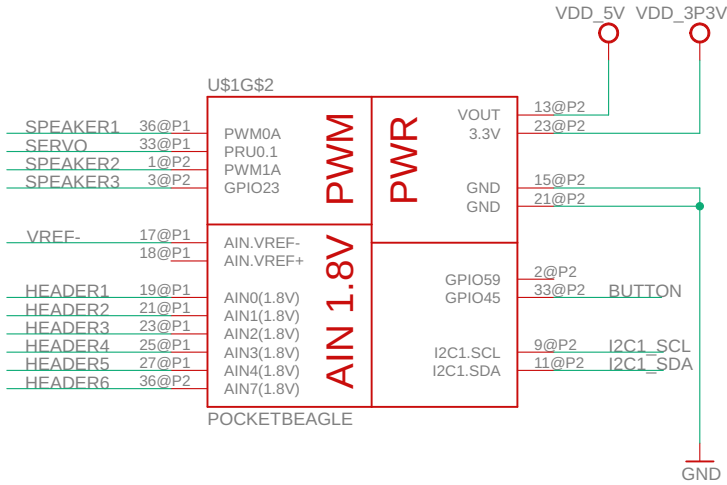 VDD_5V VDD_3P3V
U$1G$2
SPEAKER1 36@P1 PWM0A
SERVO 33@P1 PRU0.1
SPEAKER2 1@P2 PWM1A
SPEAKER3 3@P2 GPIO23
PWM
PWR
VOUT 13@P2
3.3V 23@P2
GND 15@P2
GND 21@P2
VREF- 17@P1 AIN.VREF-
18@P1 AIN.VREF+
HEADER1 19@P1 AIN0(1.8V)
HEADER2 21@P1 AIN1(1.8V)
HEADER3 23@P1 AIN2(1.8V)
HEADER4 25@P1 AIN3(1.8V)
HEADER5 27@P1 AIN4(1.8V)
HEADER6 36@P2 AIN7(1.8V)
AIN 1.8V
GPIO59 2@P2
GPIO45 33@P2 BUTTON
I2C1.SCL 9@P2 I2C1_SCL
I2C1.SDA 11@P2 I2C1_SDA
POCKETBEAGLE
GND